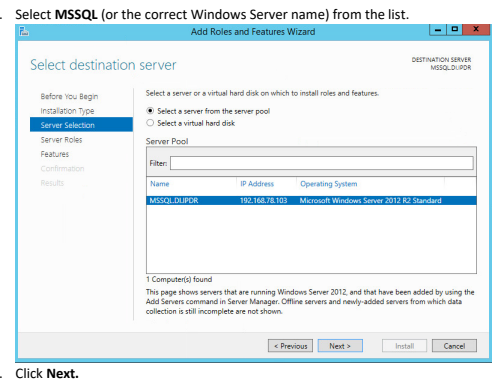 . Select MSSQL (or the correct Windows Server name) from the list.
Add Roles and Features Wizard
Select destination server
DESTINATION SERVER
MSSQL.DIJPDR
Before You Begin
Installation Type
Server Selection
Server Roles
Features
Confirmation
Results
Select a server or a virtual hard disk on which to install roles and features.
Select a server from the server pool
Select a virtual hard disk
Server Pool
Filter:
Name IP Address Operating System
MSSQL.DIJPDR 192.168.78.103 Microsoft Windows Server 2012 R2 Standard
1 Computer(s) found
This page shows servers that are running Windows Server 2012, and that have been added by using the
Add Servers command in Server Manager. Offline servers and newly-added servers from which data
collection is still incomplete are not shown.
< Previous Next > Install Cancel
. Click Next.